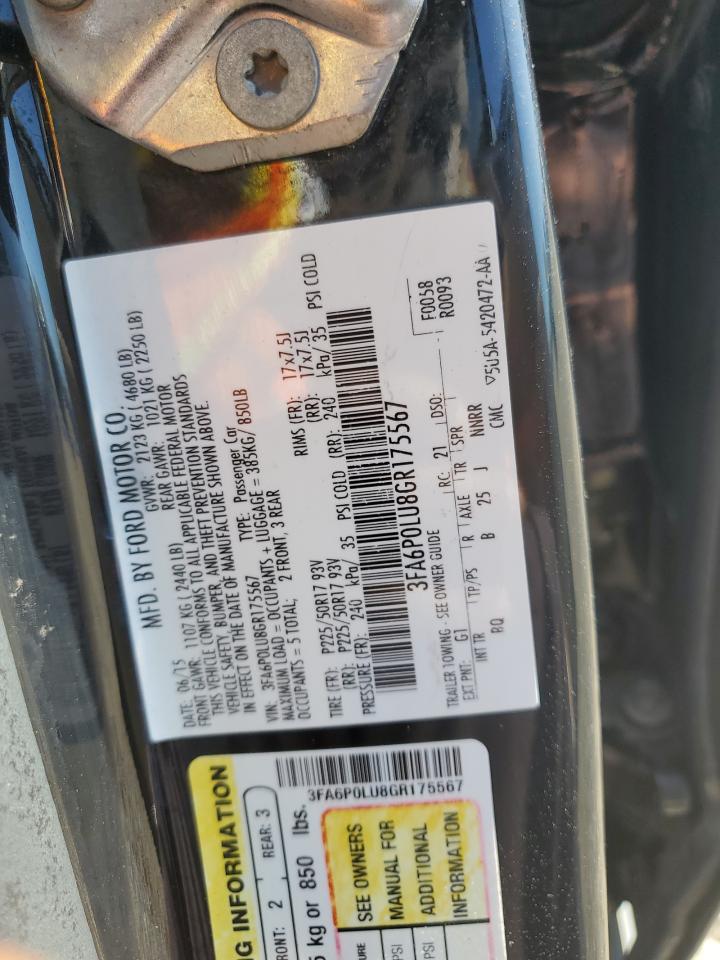 MFD. BY FORD MOTOR CO.
DATE: 06/15 GVWR: 2123 KG ( 4680 LB)
FRONT GAWR: 1107 KG ( 2440 LB) REAR GAWR: 1021 KG ( 2250 LB)
THIS VEHICLE CONFORMS TO ALL APPLICABLE FEDERAL MOTOR
VEHICLE SAFETY, BUMPER, AND THEFT PREVENTION STANDARDS
IN EFFECT ON THE DATE OF MANUFACTURE SHOWN ABOVE.
VIN: 3FA6P0LU8GR175567 TYPE: Passenger Car
MAXIMUM LOAD = OCCUPANTS + LUGGAGE = 385KG/ 850LB
OCCUPANTS = 5 TOTAL; 2 FRONT, 3 REAR
TIRE (FR): P225/50R17 93V RIMS (FR): 17x7.5J
(RR): P225/50R17 93V (RR): 17x7.5J
PRESSURE (FR): 240 kPa/ 35 PSI COLD (RR): 240 kPa/ 35 PSI COLD
3FA6P0LU8GR175567
TRAILER TOWING - SEE OWNER GUIDE RC: 21 DSO: F0058
EXT PNT: G1 R0093
INT TR TP/PS R AXLE TR SPR
BQ B 25 J NNRR
CMC ▽5U5A-5420472-AA
3FA6P0LU8GR175567
NG INFORMATION
FRONT: 2 REAR: 3
5 kg or 850 lbs.
SEE OWNERS
MANUAL FOR
ADDITIONAL
INFORMATION
PSI
PSI